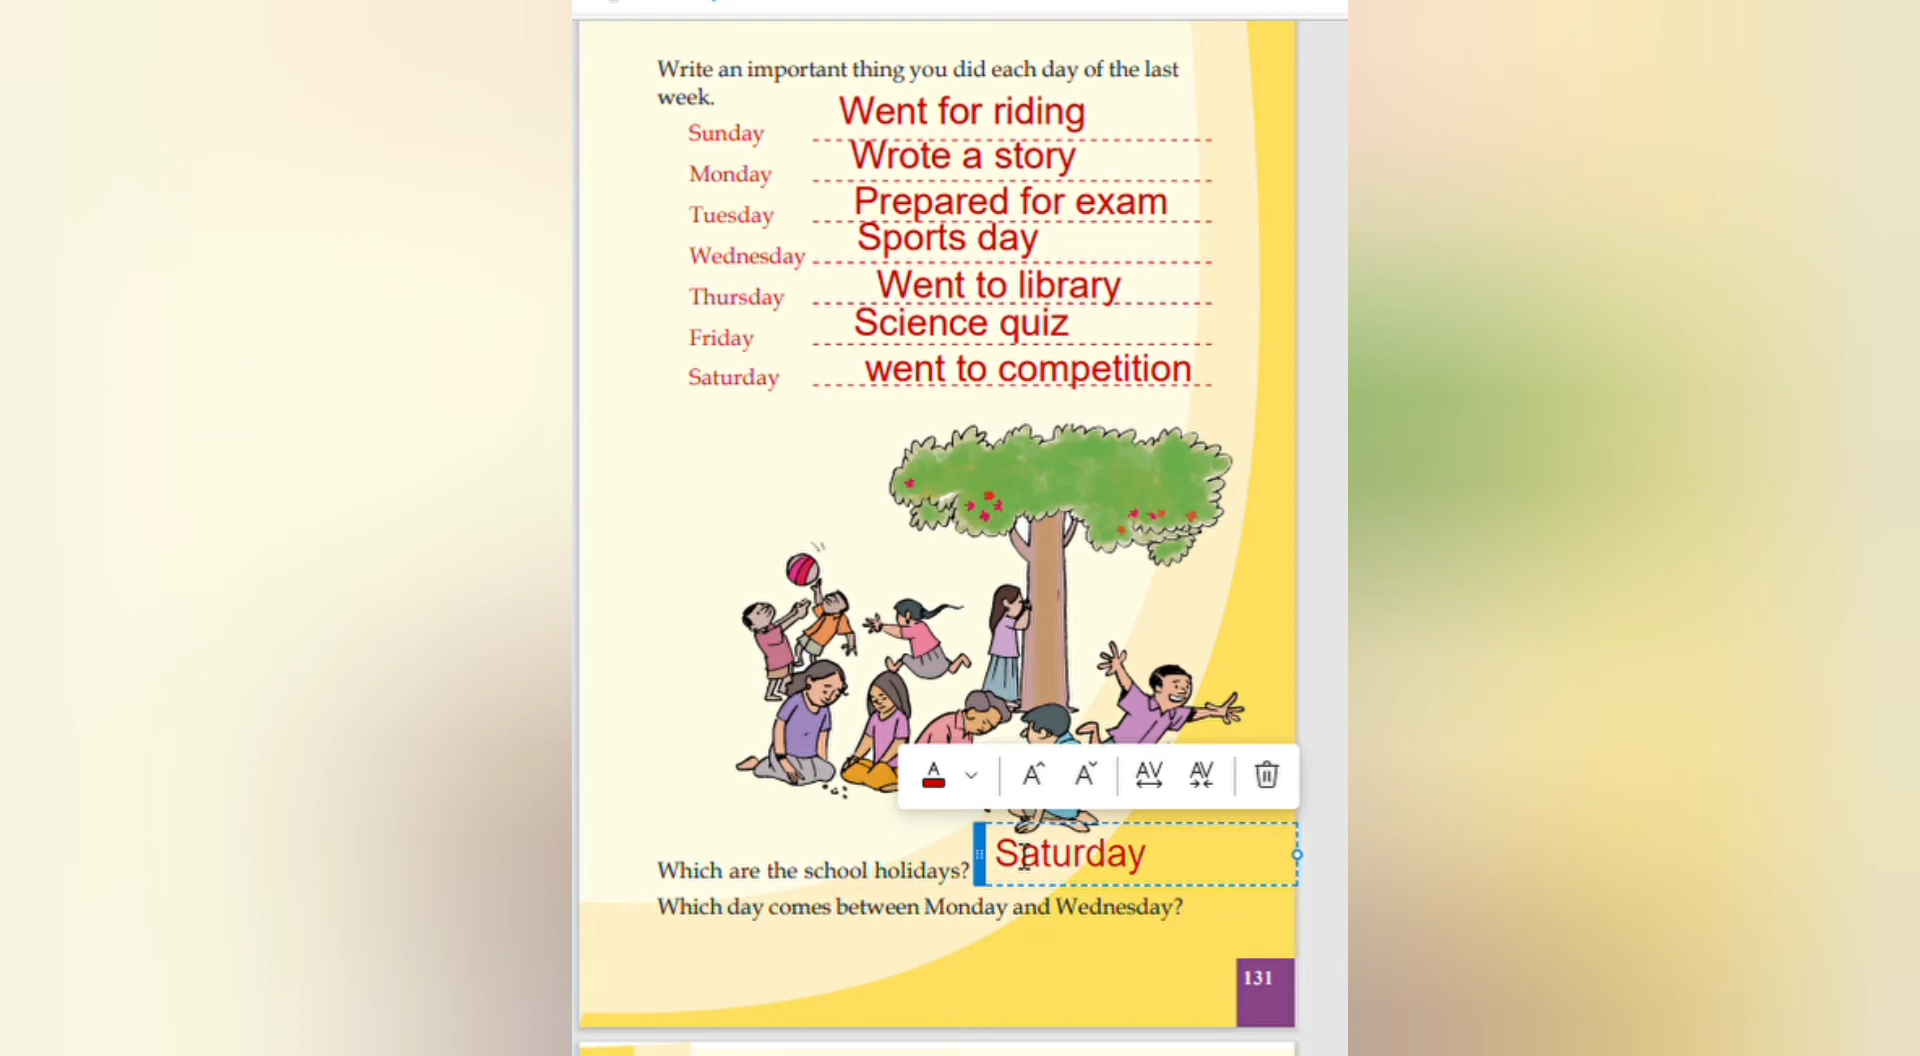 Write an important thing you did each day of the last
week.
Sunday Went for riding
Monday Wrote a story
Tuesday Prepared for exam
Wednesday Sports day
Thursday Went to library
Friday Science quiz
Saturday went to competition
A A A AV AV
Which are the school holidays? Saturday
Which day comes between Monday and Wednesday?
131